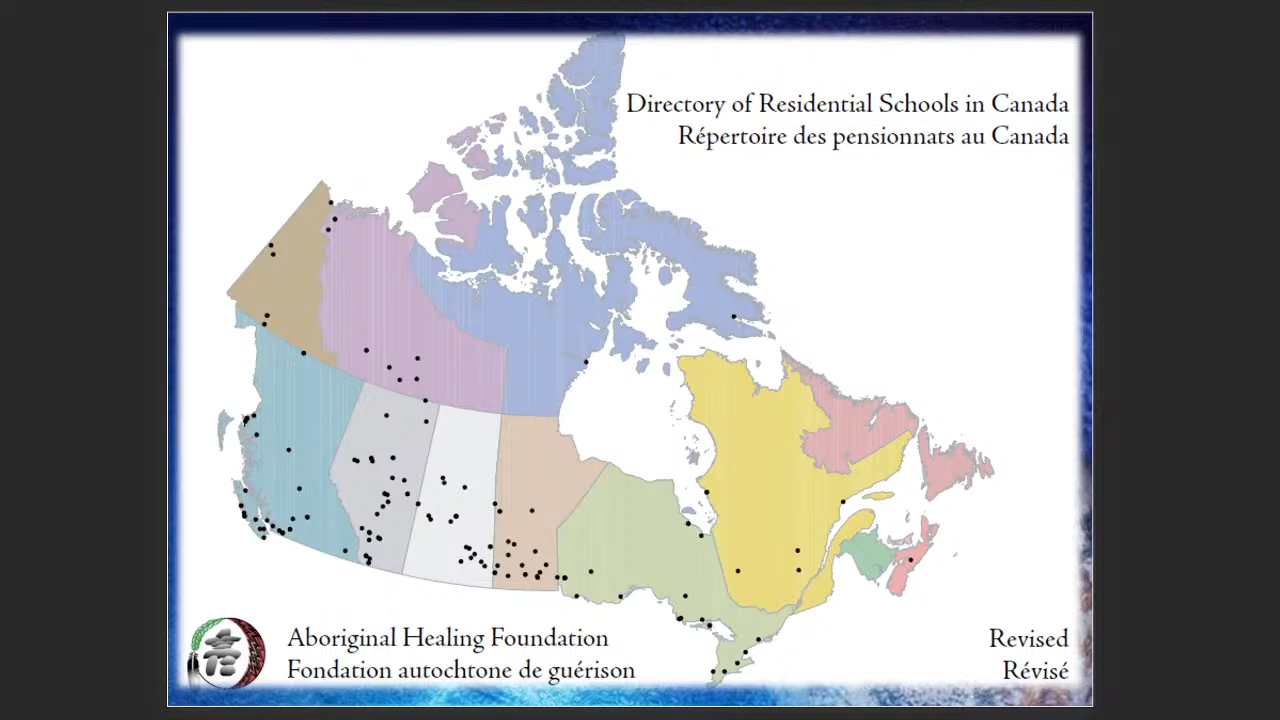 Directory of Residential Schools in Canada
Répertoire des pensionnats au Canada
Aboriginal Healing Foundation
Fondation autochtone de guérison
Revised
Révisé